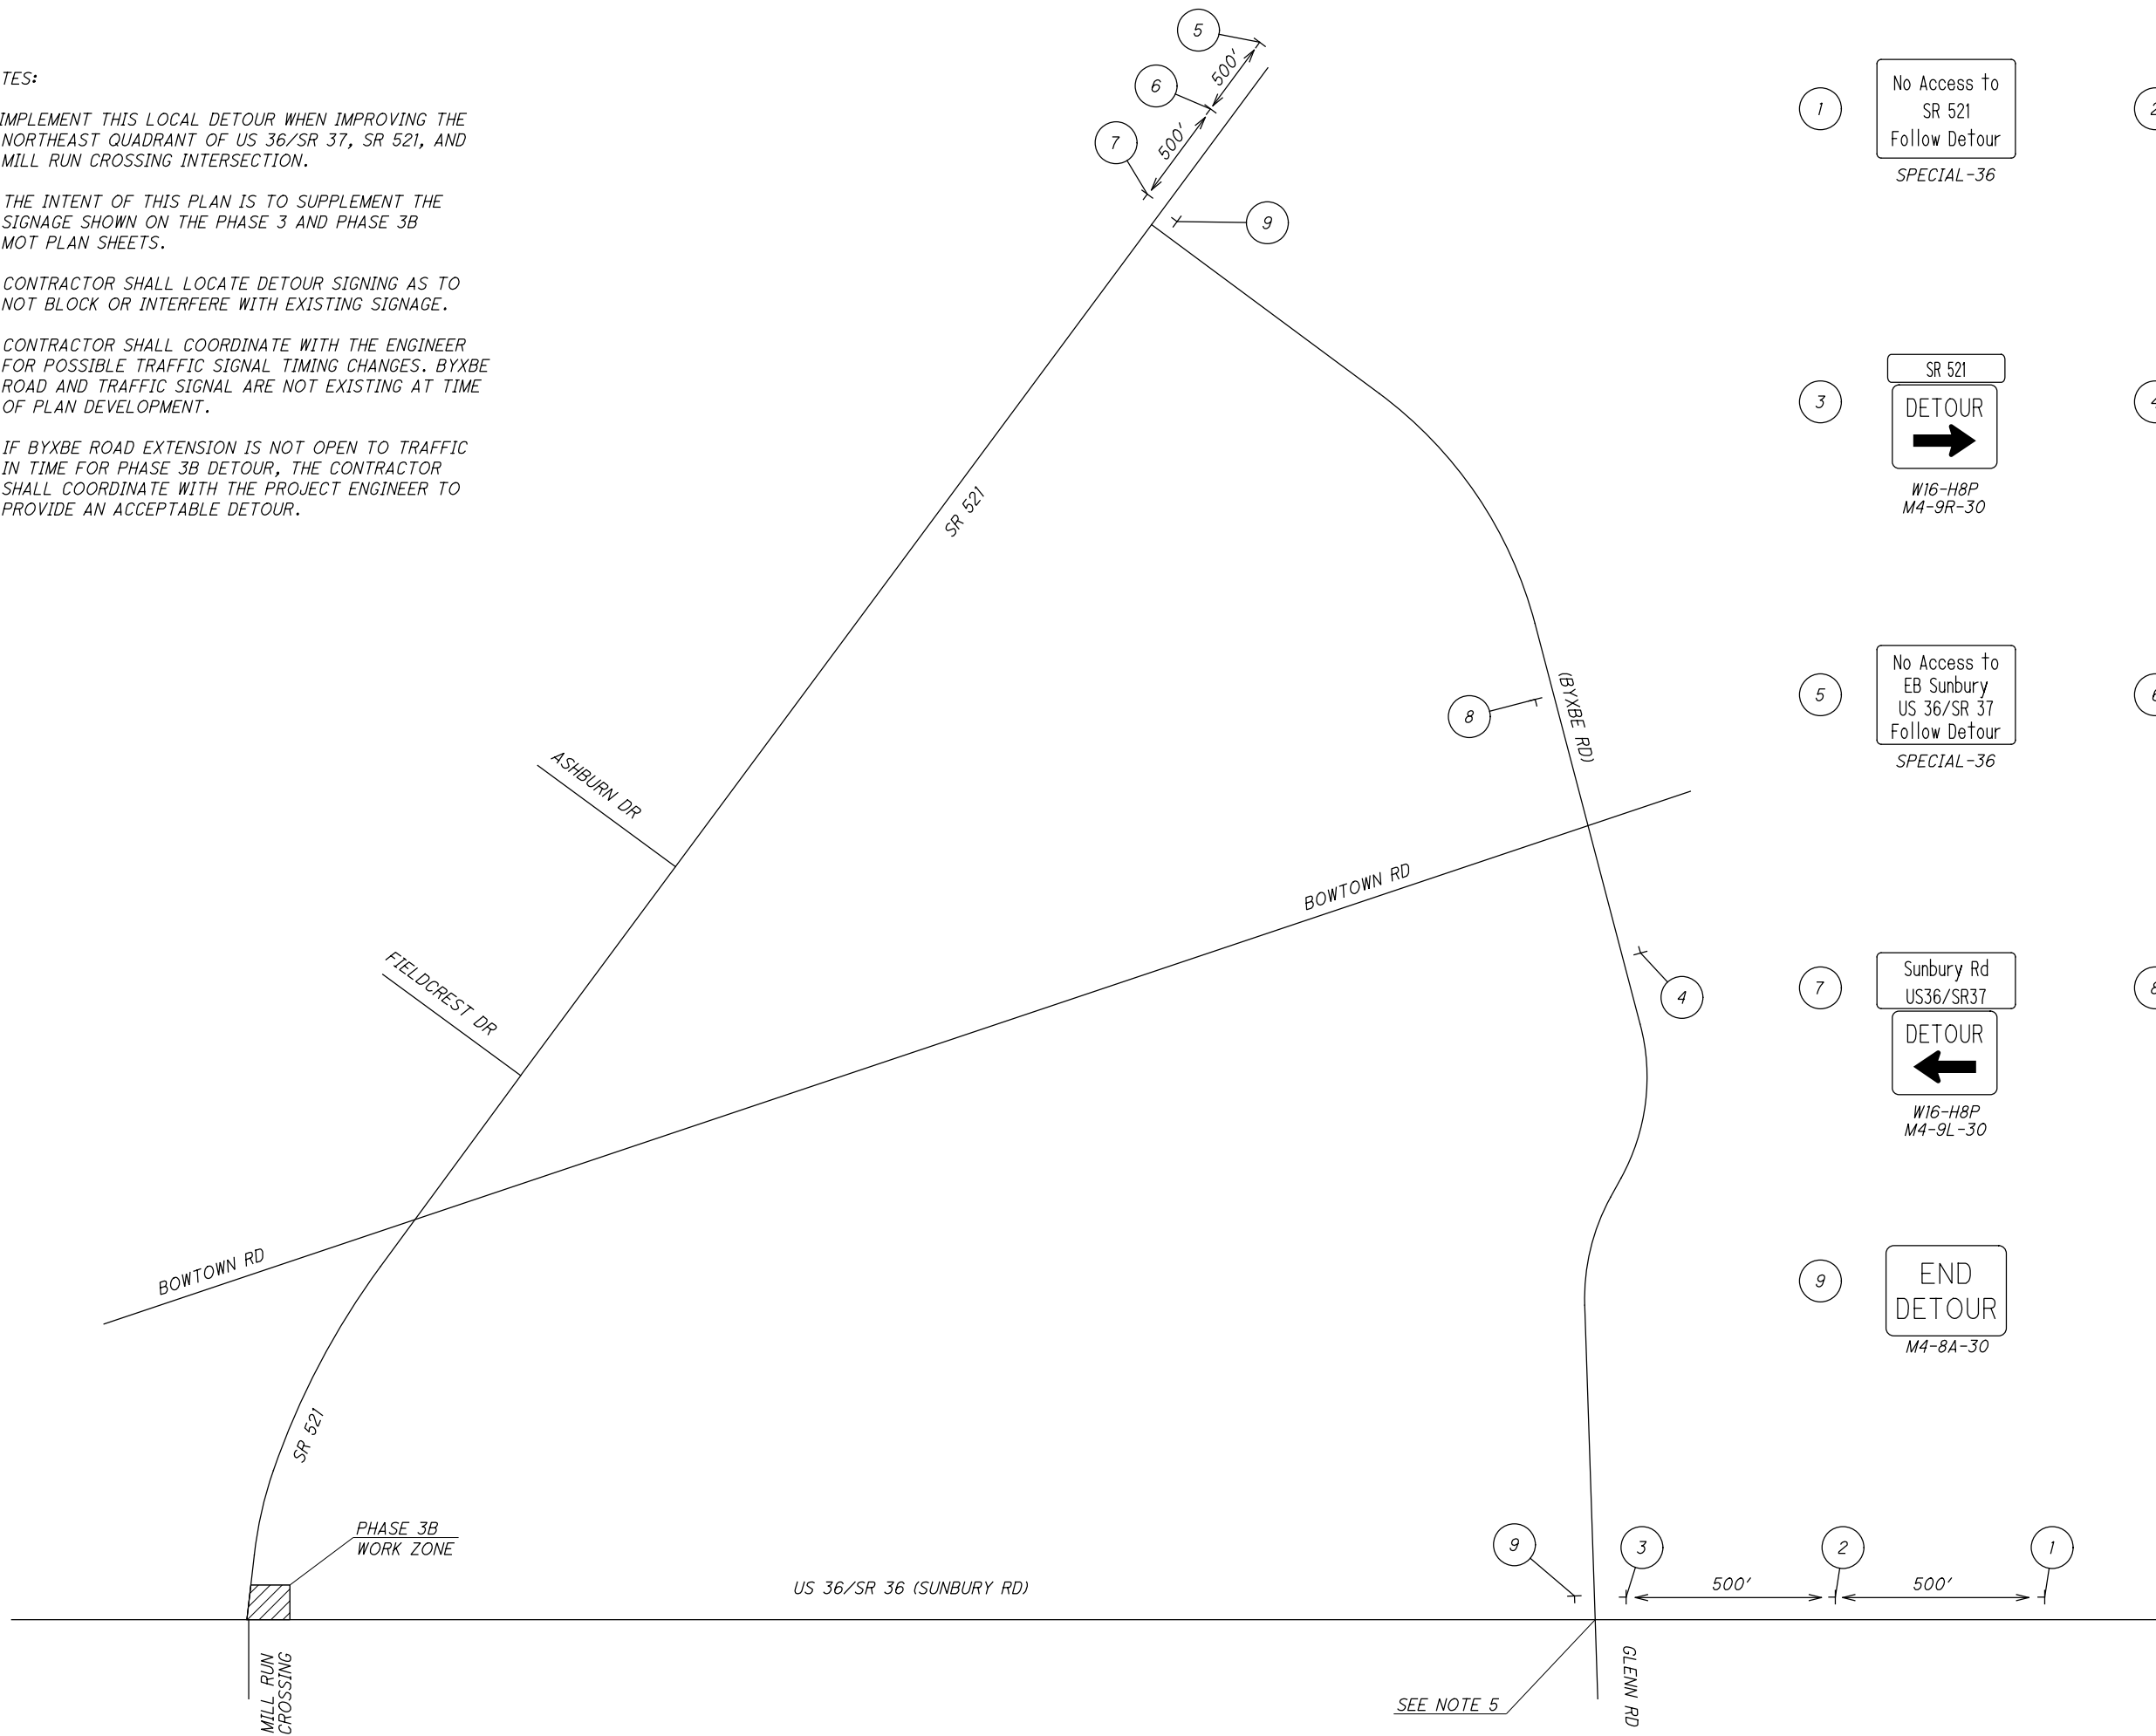 TES:
IMPLEMENT THIS LOCAL DETOUR WHEN IMPROVING THE
NORTHEAST QUADRANT OF US 36/SR 37, SR 521, AND
MILL RUN CROSSING INTERSECTION.
THE INTENT OF THIS PLAN IS TO SUPPLEMENT THE
SIGNAGE SHOWN ON THE PHASE 3 AND PHASE 3B
MOT PLAN SHEETS.
CONTRACTOR SHALL LOCATE DETOUR SIGNING AS TO
NOT BLOCK OR INTERFERE WITH EXISTING SIGNAGE.
CONTRACTOR SHALL COORDINATE WITH THE ENGINEER
FOR POSSIBLE TRAFFIC SIGNAL TIMING CHANGES. BYXBE
ROAD AND TRAFFIC SIGNAL ARE NOT EXISTING AT TIME
OF PLAN DEVELOPMENT.
IF BYXBE ROAD EXTENSION IS NOT OPEN TO TRAFFIC
IN TIME FOR PHASE 3B DETOUR, THE CONTRACTOR
SHALL COORDINATE WITH THE PROJECT ENGINEER TO
PROVIDE AN ACCEPTABLE DETOUR.
5
500'
6
500'
7
9
SR 521
(BYXBE RD)
8
ASHBURN DR
BOWTOWN RD
FIELDCREST DR
4
BOWTOWN RD
SR 521
PHASE 3B
WORK ZONE
US 36/SR 36 (SUNBURY RD)
9
3
500'
2
500'
1
MILL RUN
CROSSING
SEE NOTE 5
GLENN RD
1
No Access to
SR 521
Follow Detour
SPECIAL-36
2
3
SR 521
DETOUR
W16-H8P
M4-9R-30
4
5
No Access to
EB Sunbury
US 36/SR 37
Follow Detour
SPECIAL-36
6
7
Sunbury Rd
US36/SR37
DETOUR
W16-H8P
M4-9L-30
8
9
END
DETOUR
M4-8A-30